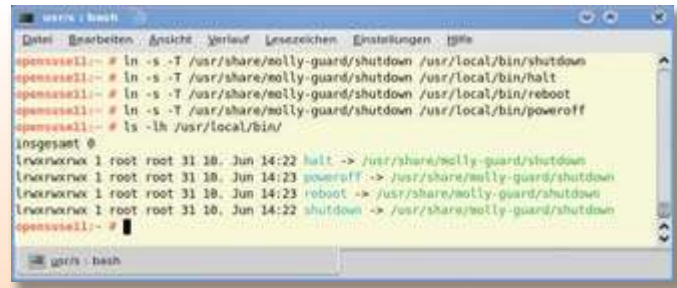 usr/s : bash
Datei Bearbeiten Ansicht Verlauf Lesezeichen Einstellungen Hilfe
opensuse11:~ # ln -s -T /usr/share/molly-guard/shutdown /usr/local/bin/shutdown
opensuse11:~ # ln -s -T /usr/share/molly-guard/shutdown /usr/local/bin/halt
opensuse11:~ # ln -s -T /usr/share/molly-guard/shutdown /usr/local/bin/reboot
opensuse11:~ # ln -s -T /usr/share/molly-guard/shutdown /usr/local/bin/poweroff
opensuse11:~ # ls -lh /usr/local/bin/
insgesamt 0
lrwxrwxrwx 1 root root 31 10. Jun 14:22 halt -> /usr/share/molly-guard/shutdown
lrwxrwxrwx 1 root root 31 10. Jun 14:23 poweroff -> /usr/share/molly-guard/shutdown
lrwxrwxrwx 1 root root 31 10. Jun 14:23 reboot -> /usr/share/molly-guard/shutdown
lrwxrwxrwx 1 root root 31 10. Jun 14:22 shutdown -> /usr/share/molly-guard/shutdown
opensuse11:~ #
usr/s : bash